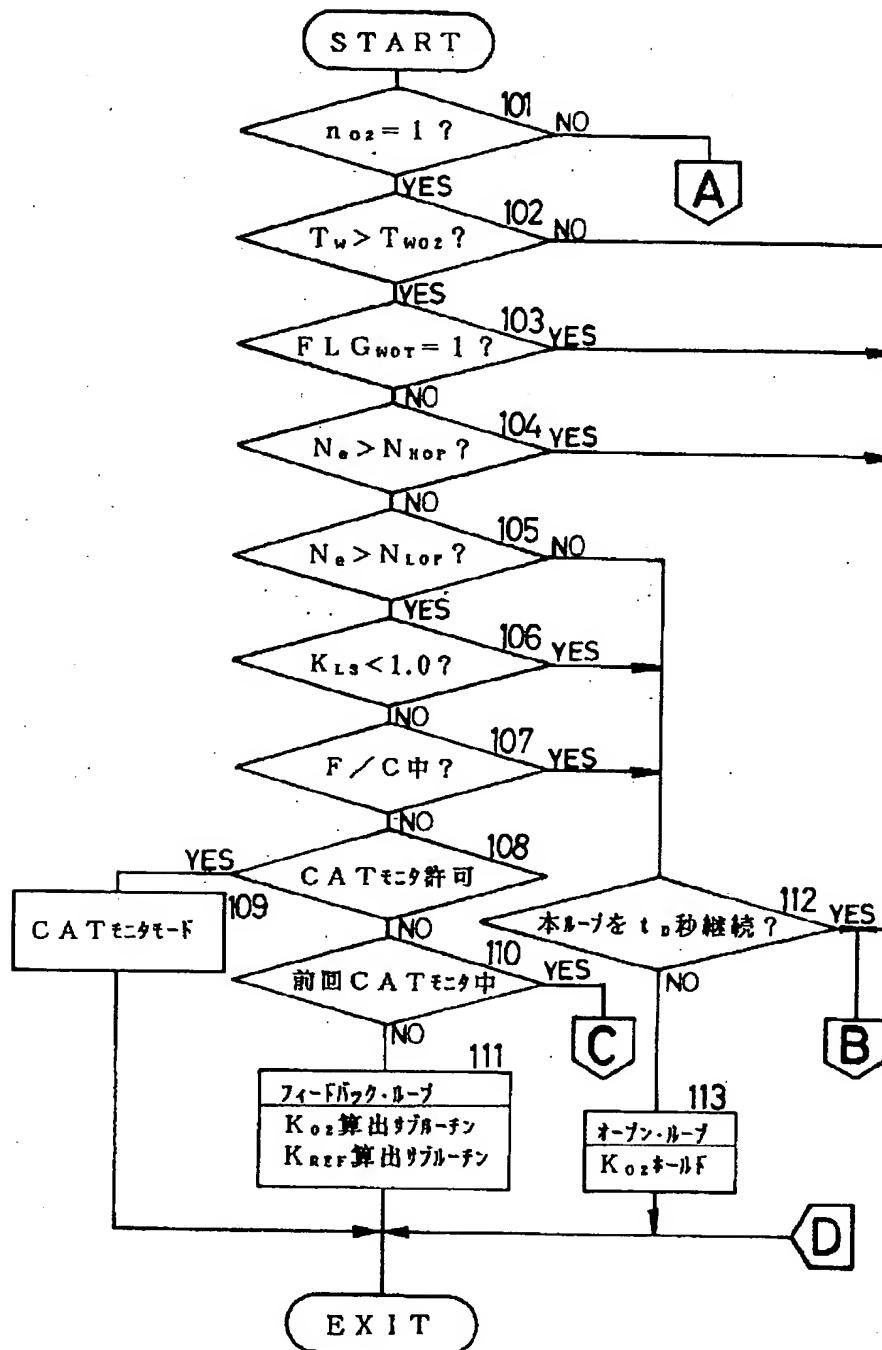 START
101
nO2=1?
NO
A
YES
102
TW>TWO2?
NO
YES
103
FLGWOT=1?
YES
NO
104
Ne>NHOP?
YES
NO
105
Ne>NLOP?
NO
YES
106
KLS<1.0?
YES
NO
107
F/C中?
YES
NO
108
YES
CATモニタ許可
109
CATモニタモード
NO
112
本ループをtD秒継続?
YES
110
前回CATモニタ中
YES
NO
C
B
NO
111
フィードバック・ループ
KO2算出サブルーチン
KREF算出サブルーチン
113
オープン・ループ
KO2ホールド
D
EXIT